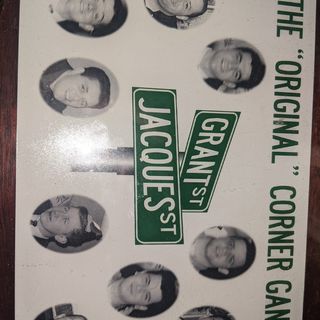 THE "ORIGINAL" CORNER GAN
GRANT ST
JACQUES ST